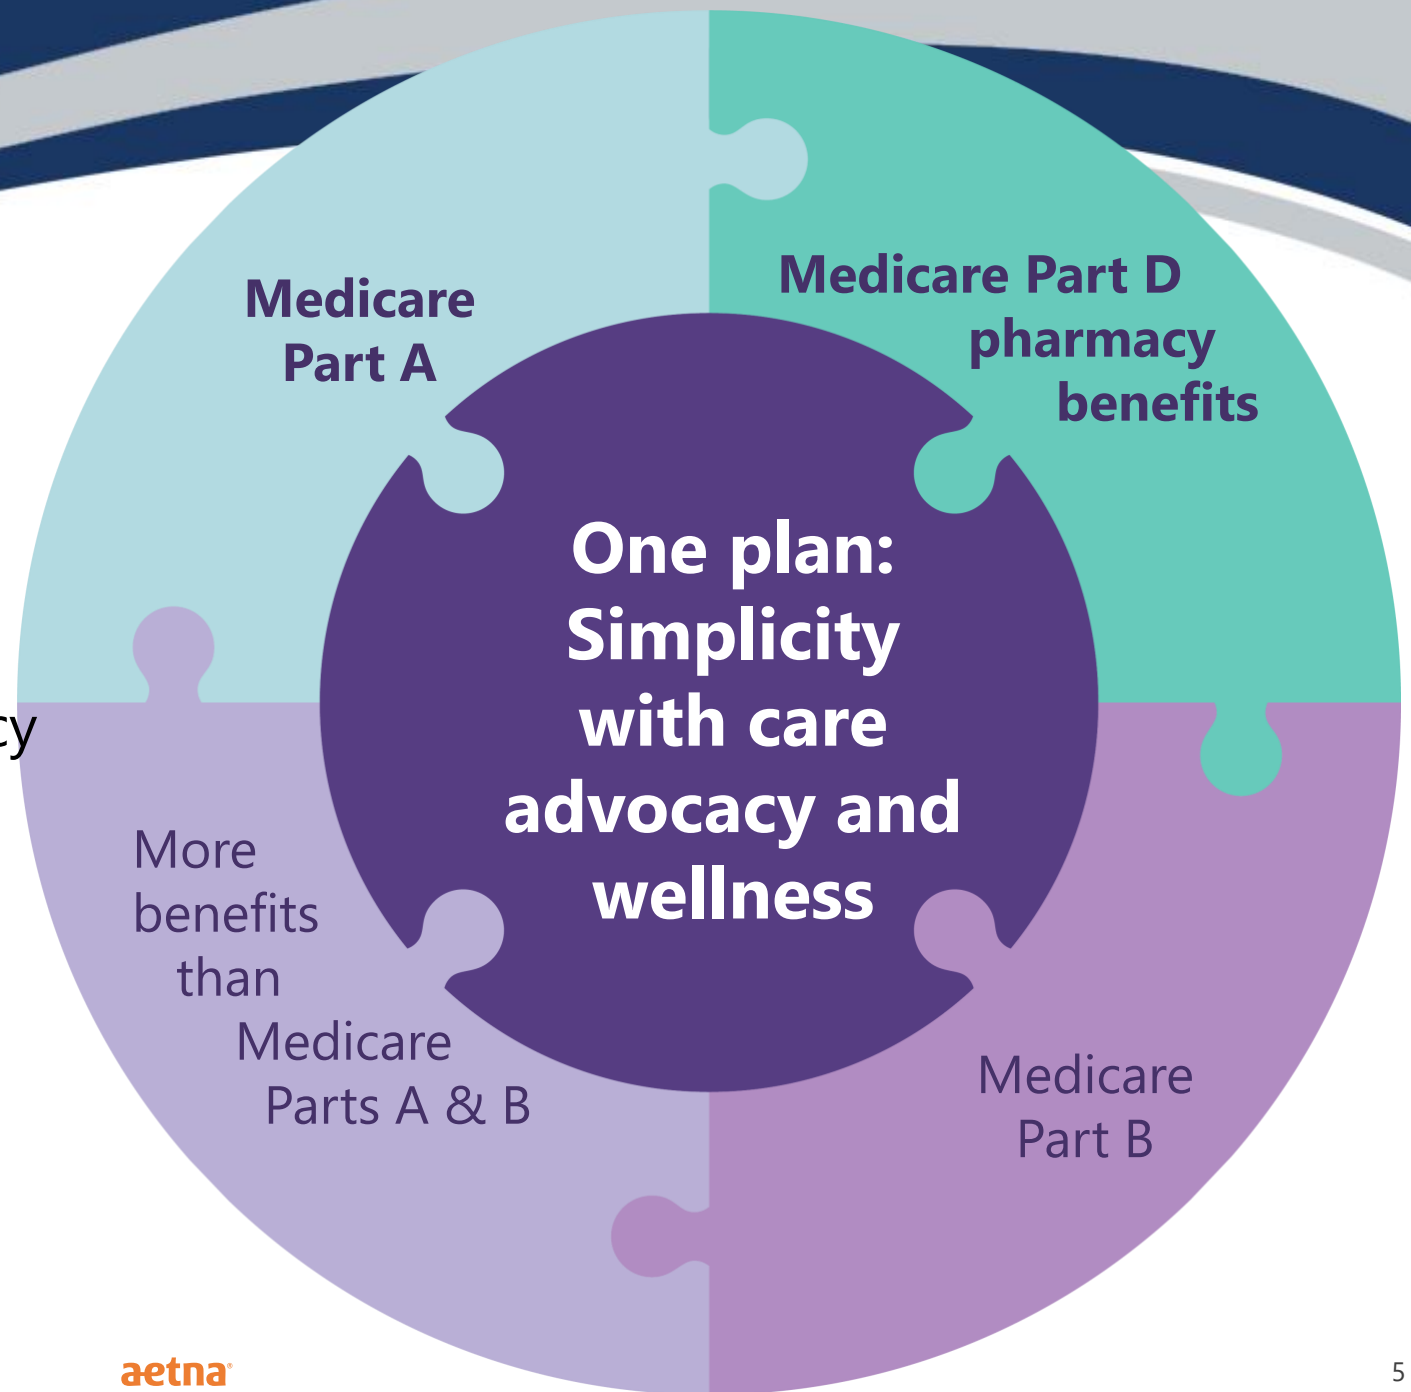 Medicare
Part A
Medicare Part D
pharmacy
benefits
One plan:
Simplicity
with care
advocacy and
wellness
cy
More
benefits
than
Medicare
Parts A & B
Medicare
Part B
aetna®
5